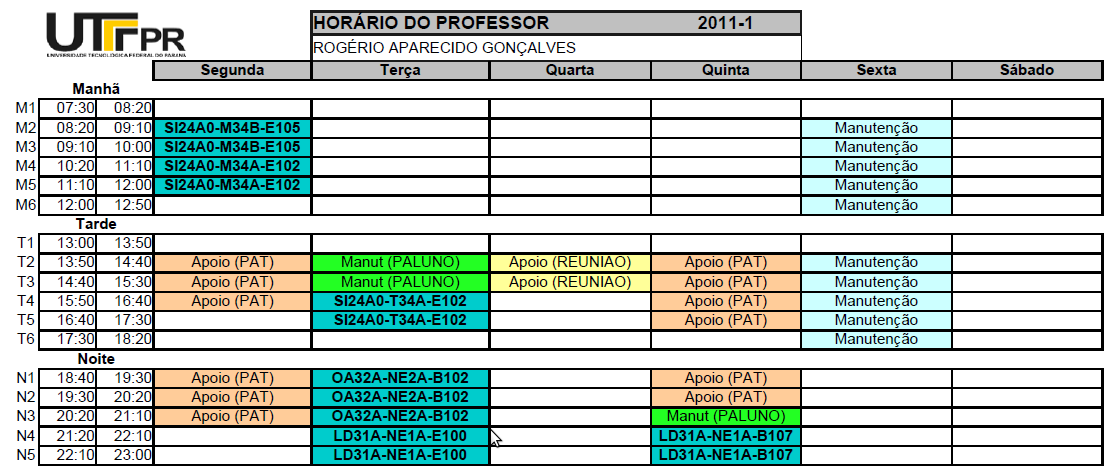 HORÁRIO DO PROFESSOR 2011-1
UTFPR
UNIVERSIDADE TECNOLÓGICA FEDERAL DO PARANÁ
ROGÉRIO APARECIDO GONÇALVES
Segunda Terça Quarta Quinta Sexta Sábado
Manhã
M1 07:30 08:20
M2 08:20 09:10 SI24A0-M34B-E105 Manutenção
M3 09:10 10:00 SI24A0-M34B-E105 Manutenção
M4 10:20 11:10 SI24A0-M34A-E102 Manutenção
M5 11:10 12:00 SI24A0-M34A-E102 Manutenção
M6 12:00 12:50 Manutenção
Tarde
T1 13:00 13:50
T2 13:50 14:40 Apoio (PAT) Manut (PALUNO) Apoio (REUNIAO) Apoio (PAT) Manutenção
T3 14:40 15:30 Apoio (PAT) Manut (PALUNO) Apoio (REUNIAO) Apoio (PAT) Manutenção
T4 15:50 16:40 Apoio (PAT) SI24A0-T34A-E102 Apoio (PAT) Manutenção
T5 16:40 17:30 SI24A0-T34A-E102 Apoio (PAT) Manutenção
T6 17:30 18:20 Manutenção
Noite
N1 18:40 19:30 Apoio (PAT) OA32A-NE2A-B102 Apoio (PAT)
N2 19:30 20:20 Apoio (PAT) OA32A-NE2A-B102 Apoio (PAT)
N3 20:20 21:10 Apoio (PAT) OA32A-NE2A-B102 Manut (PALUNO)
N4 21:20 22:10 LD31A-NE1A-E100 LD31A-NE1A-B107
N5 22:10 23:00 LD31A-NE1A-E100 LD31A-NE1A-B107